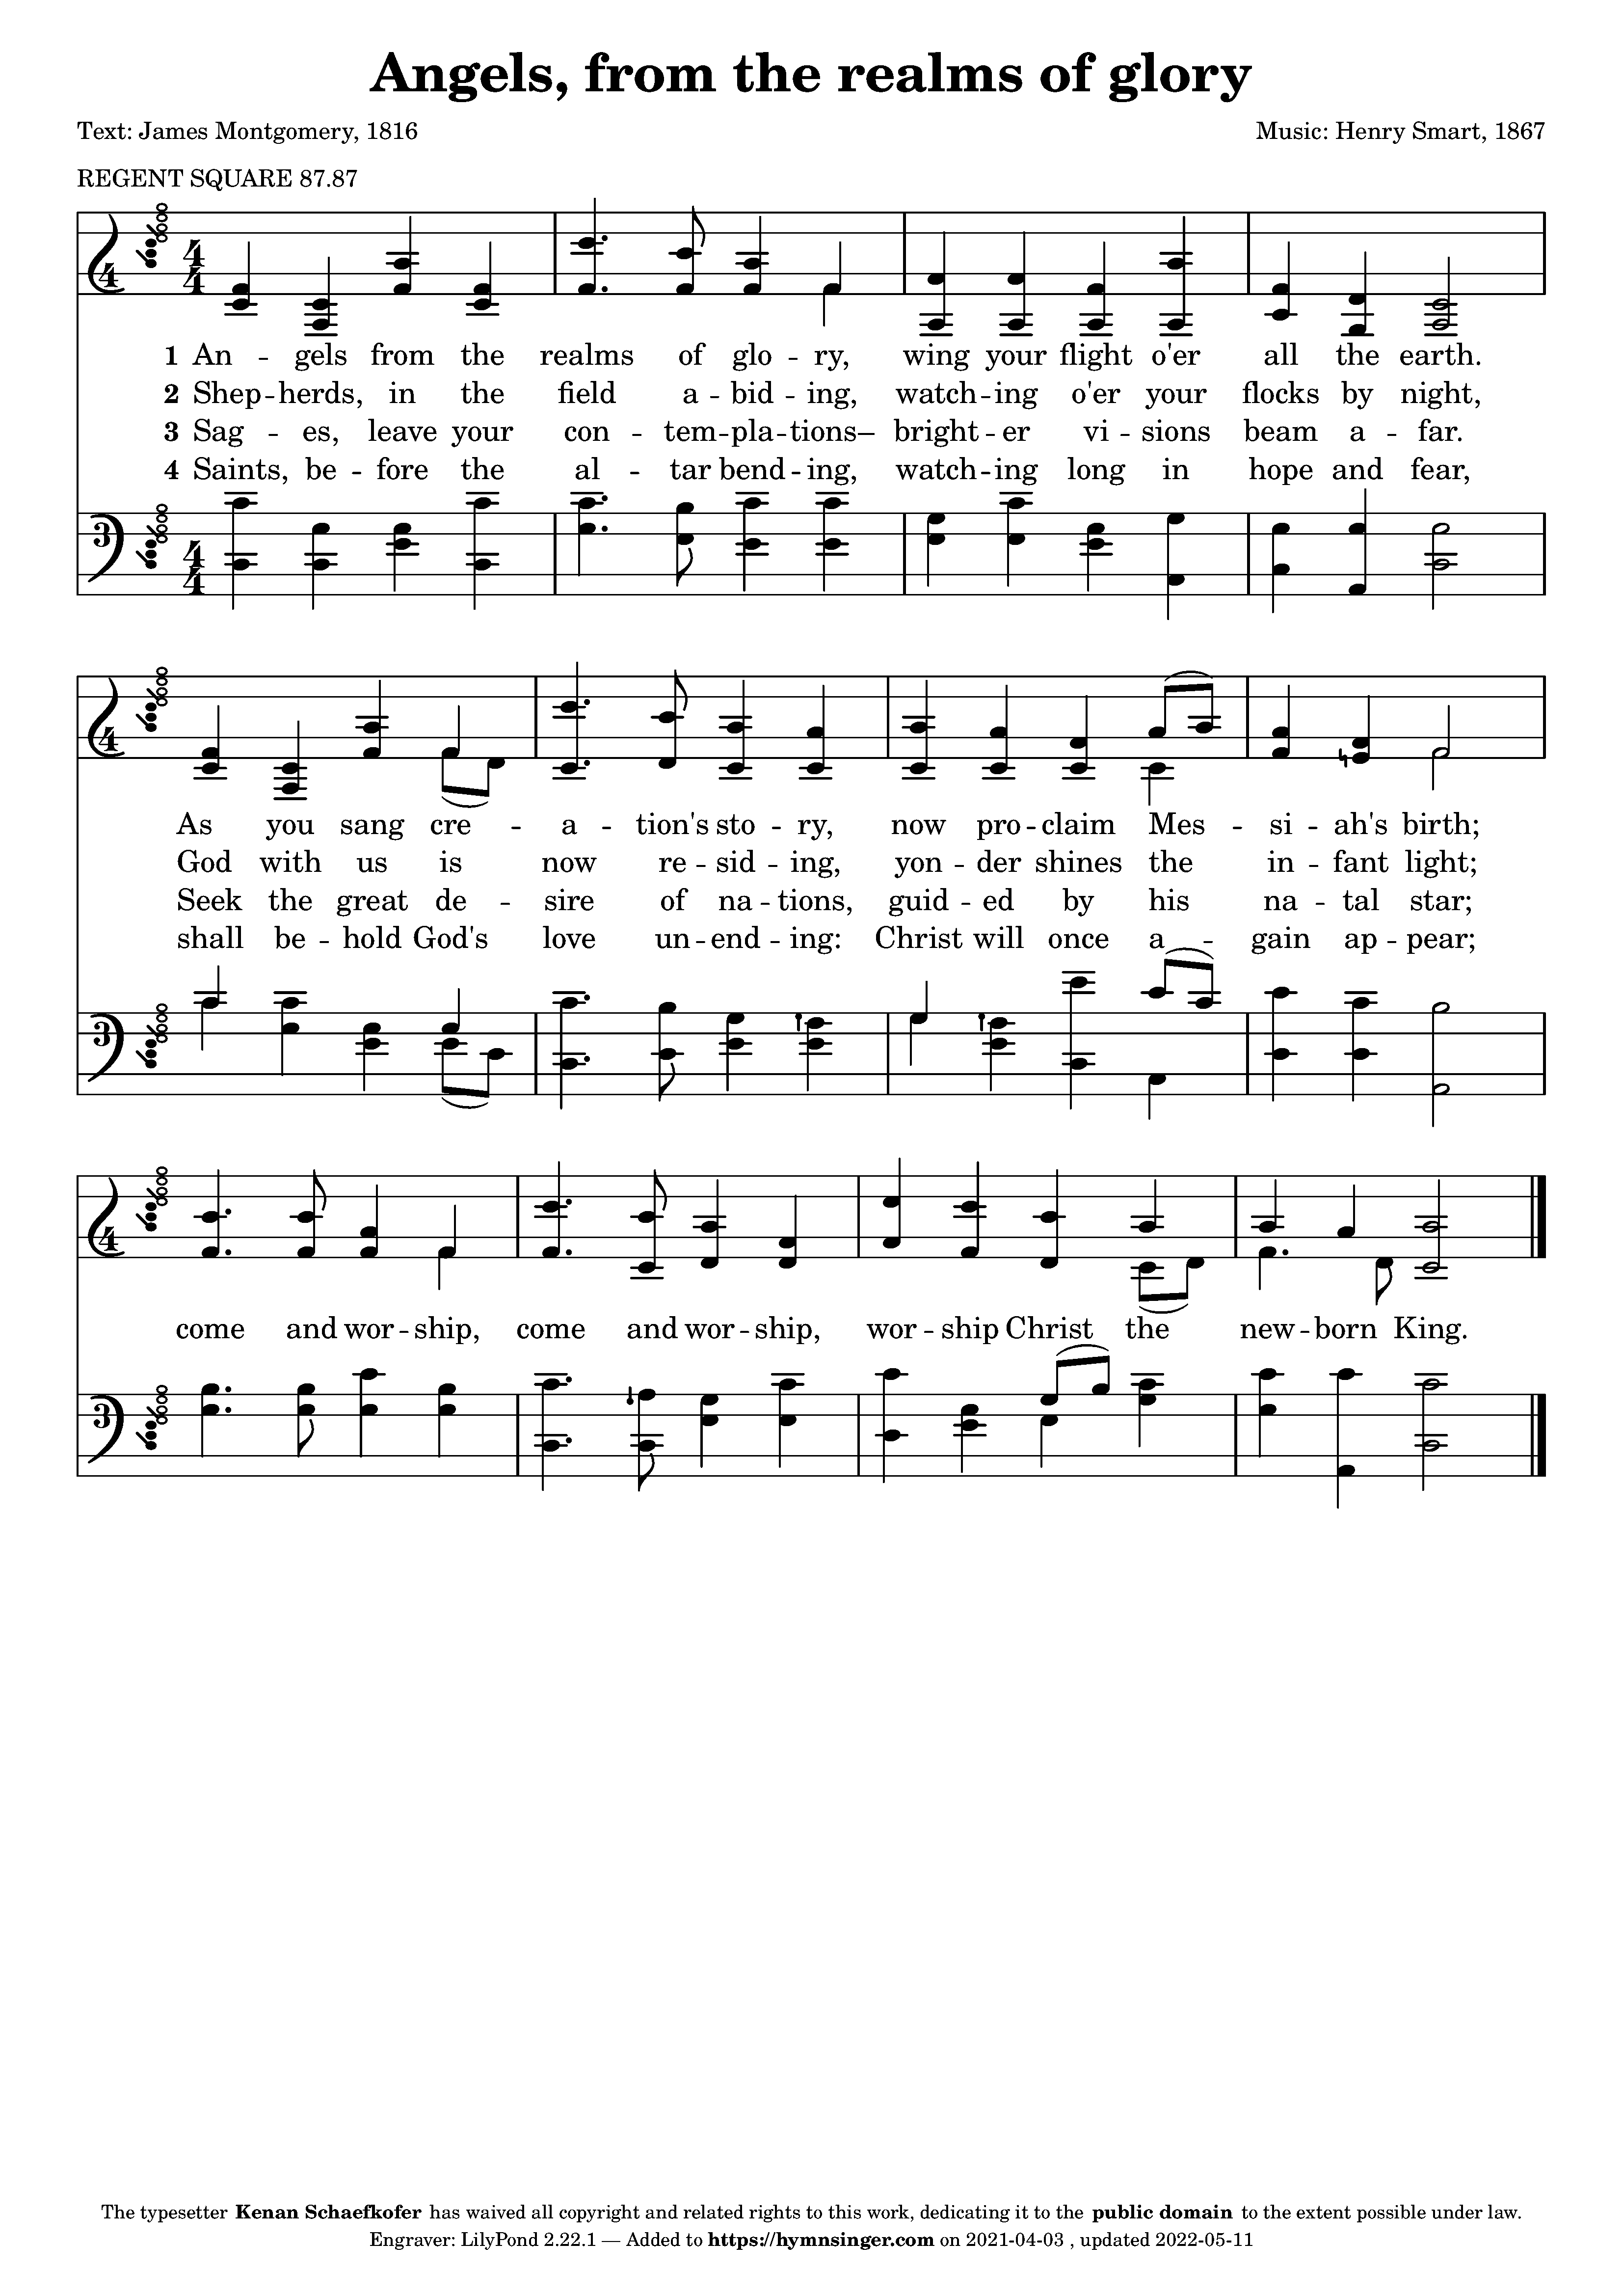 Angels, from the realms of glory
Text: James Montgomery, 1816
Music: Henry Smart, 1867
REGENT SQUARE 87.87
1 An - gels from the realms of glo - ry, wing your flight o'er all the earth.
2 Shep - herds, in the field a - bid - ing, watch - ing o'er your flocks by night,
3 Sag - es, leave your con - tem - pla - tions– bright - er vi - sions beam a - far.
4 Saints, be - fore the al - tar bend - ing, watch - ing long in hope and fear,
As you sang cre - a - tion's sto - ry, now pro - claim Mes - si - ah's birth;
God with us is now re - sid - ing, yon - der shines the in - fant light;
Seek the great de - sire of na - tions, guid - ed by his na - tal star;
shall be - hold God's love un - end - ing: Christ will once a - gain ap - pear;
come and wor - ship, come and wor - ship, wor - ship Christ the new - born King.
The typesetter Kenan Schaefkofer has waived all copyright and related rights to this work, dedicating it to the public domain to the extent possible under law.
Engraver: LilyPond 2.22.1 — Added to https://hymnsinger.com on 2021-04-03 , updated 2022-05-11